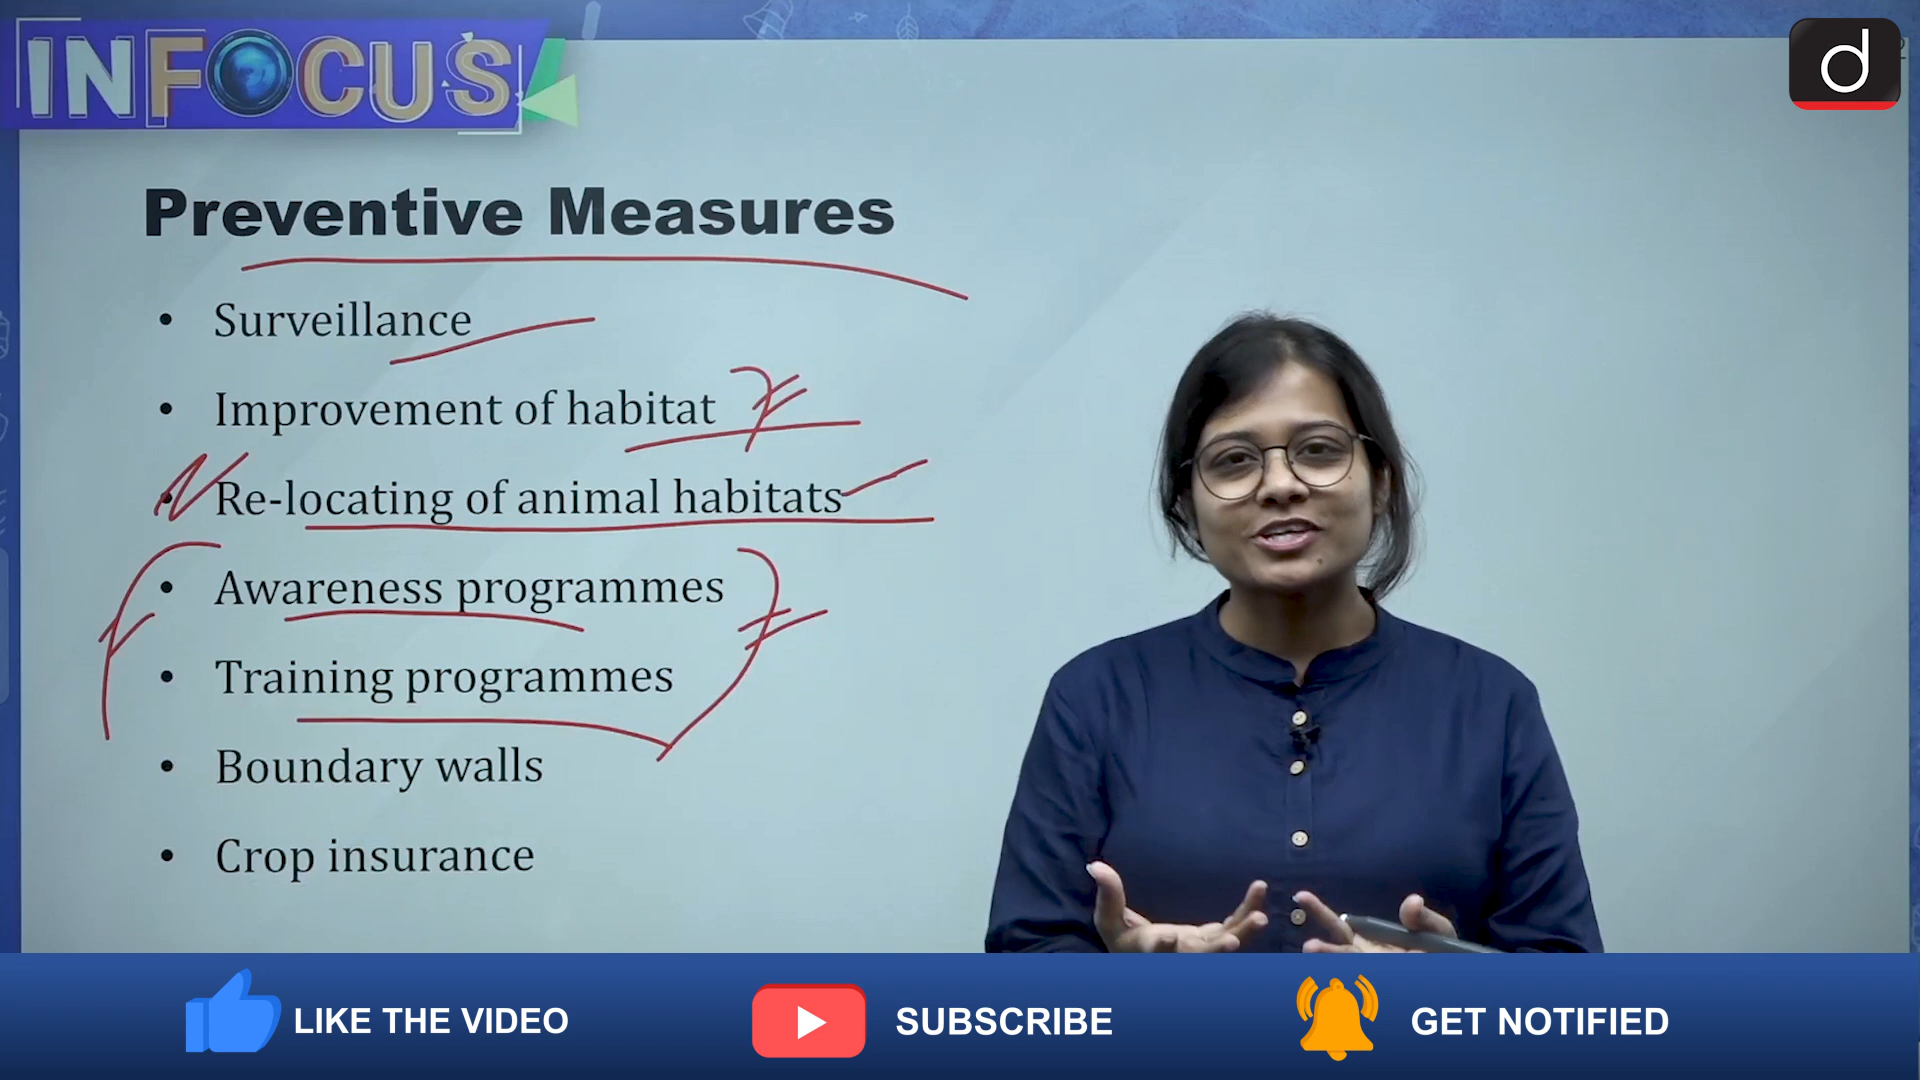 INFOCUS
d
Preventive Measures
• Surveillance
• Improvement of habitat
• Re-locating of animal habitats
• Awareness programmes
• Training programmes
• Boundary walls
• Crop insurance
LIKE THE VIDEO
SUBSCRIBE
GET NOTIFIED